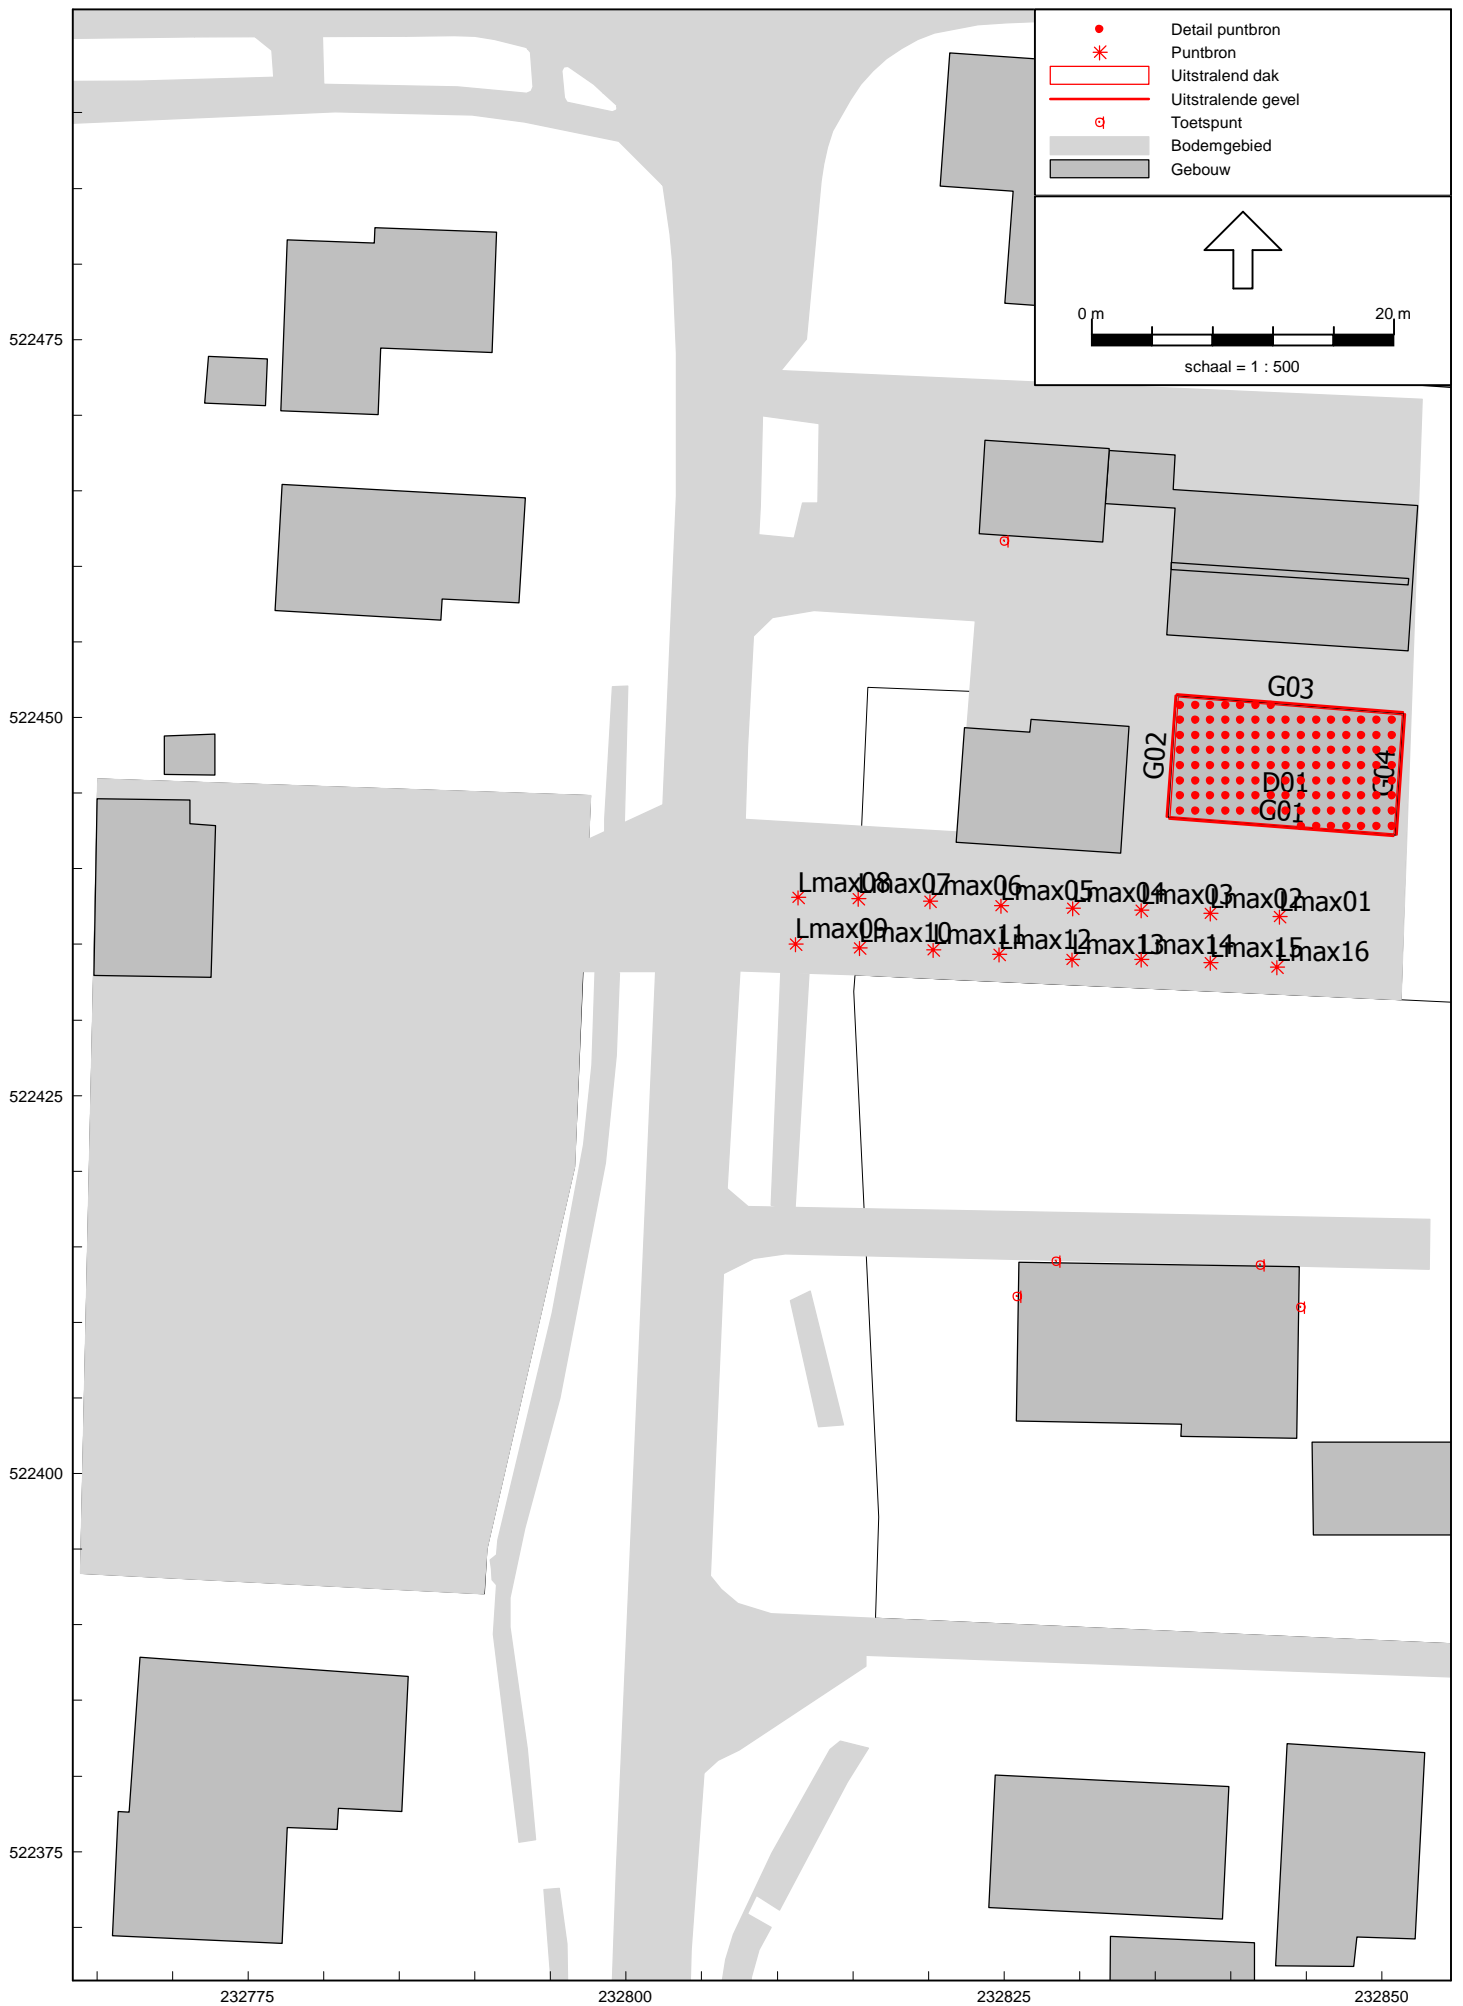 Detail puntbron
Puntbron
Uitstralend dak
Uitstralende gevel
Toetspunt
Bodemgebied
Gebouw
0 m 20 m
schaal = 1 : 500
522475
522450
522425
522400
522375
G03
G02
G04
D01
G01
Lmax08 Lmax07 Lmax06 Lmax05 Lmax04 Lmax03 Lmax02 Lmax01
Lmax09 Lmax10 Lmax11 Lmax12 Lmax13 Lmax14 Lmax15 Lmax16
232775 232800 232825 232850